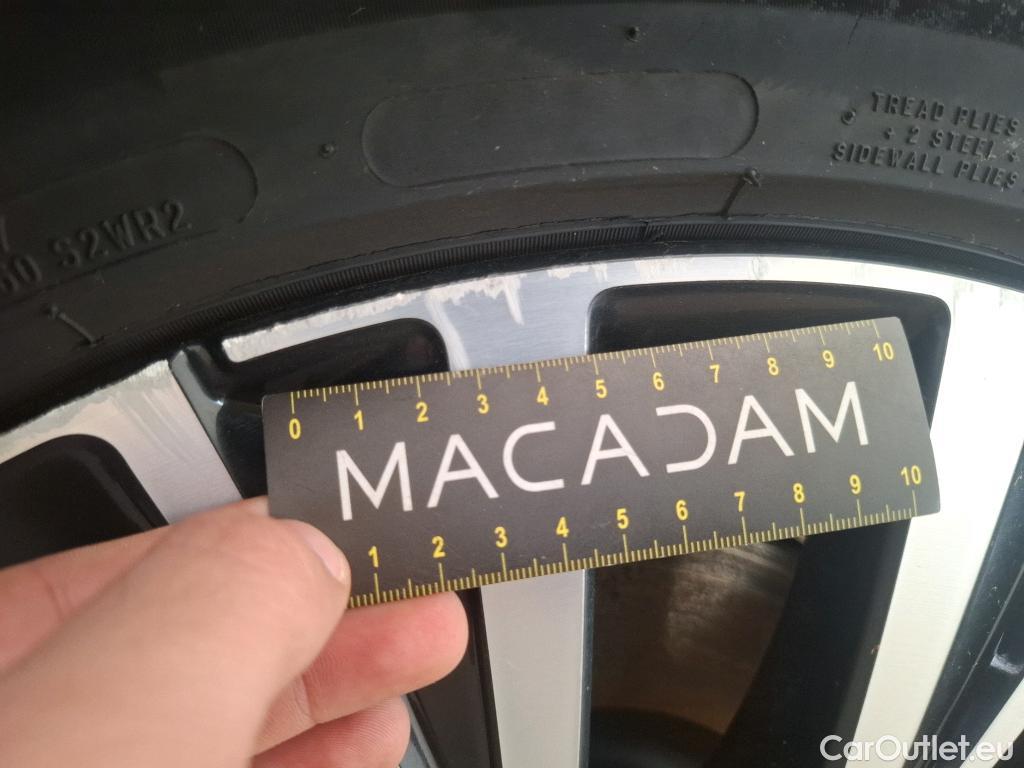 TREAD PLIES
+ 2 STEEL +
SIDEWALL PLIES
S2WR2
0 1 2 3 4 5 6 7 8 9 10
MACADAM
1 2 3 4 5 6 7 8 9 10
CarOutlet.eu